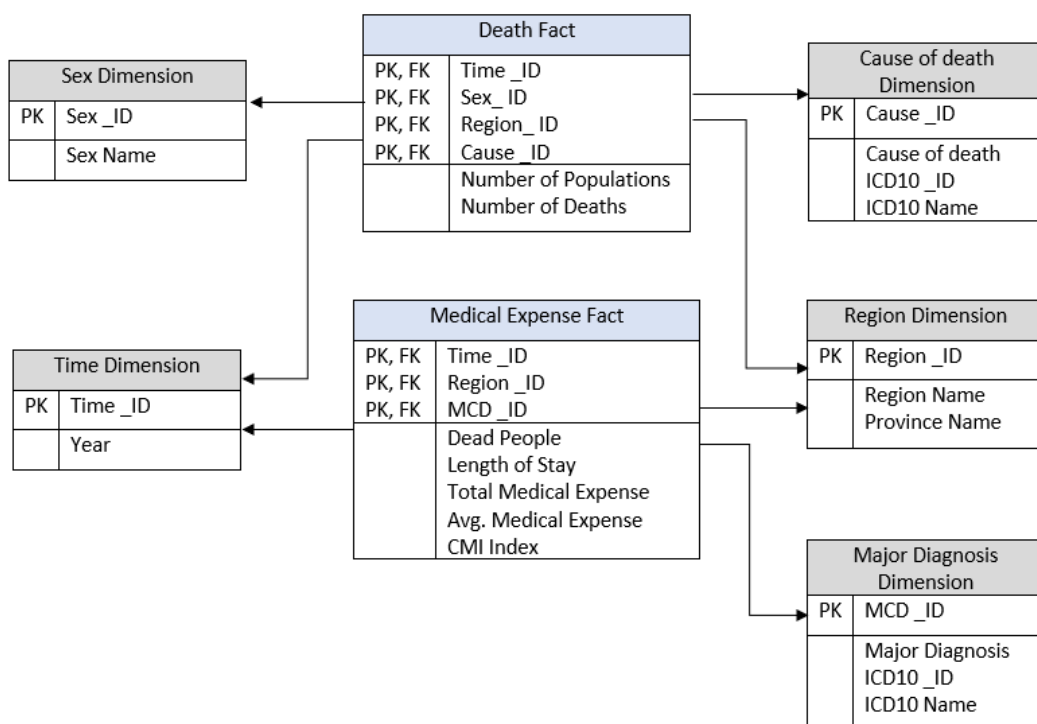 Death Fact
PK, FK Time _ID
PK, FK Sex_ ID
PK, FK Region_ ID
PK, FK Cause _ID
Number of Populations
Number of Deaths
Sex Dimension
PK Sex _ID
Sex Name
Cause of death
Dimension
PK Cause _ID
Cause of death
ICD10 _ID
ICD10 Name
Medical Expense Fact
PK, FK Time _ID
PK, FK Region _ID
PK, FK MCD _ID
Dead People
Length of Stay
Total Medical Expense
Avg. Medical Expense
CMI Index
Time Dimension
PK Time _ID
Year
Region Dimension
PK Region _ID
Region Name
Province Name
Major Diagnosis
Dimension
PK MCD _ID
Major Diagnosis
ICD10 _ID
ICD10 Name